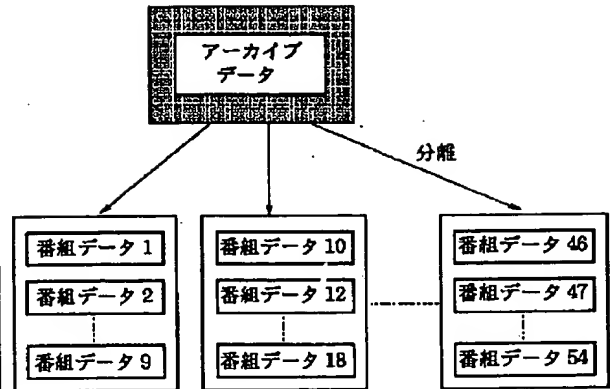 アーカイブ
データ
分離
番組データ 1
番組データ 2
番組データ 9
番組データ 10
番組データ 12
番組データ 18
番組データ 46
番組データ 47
番組データ 54